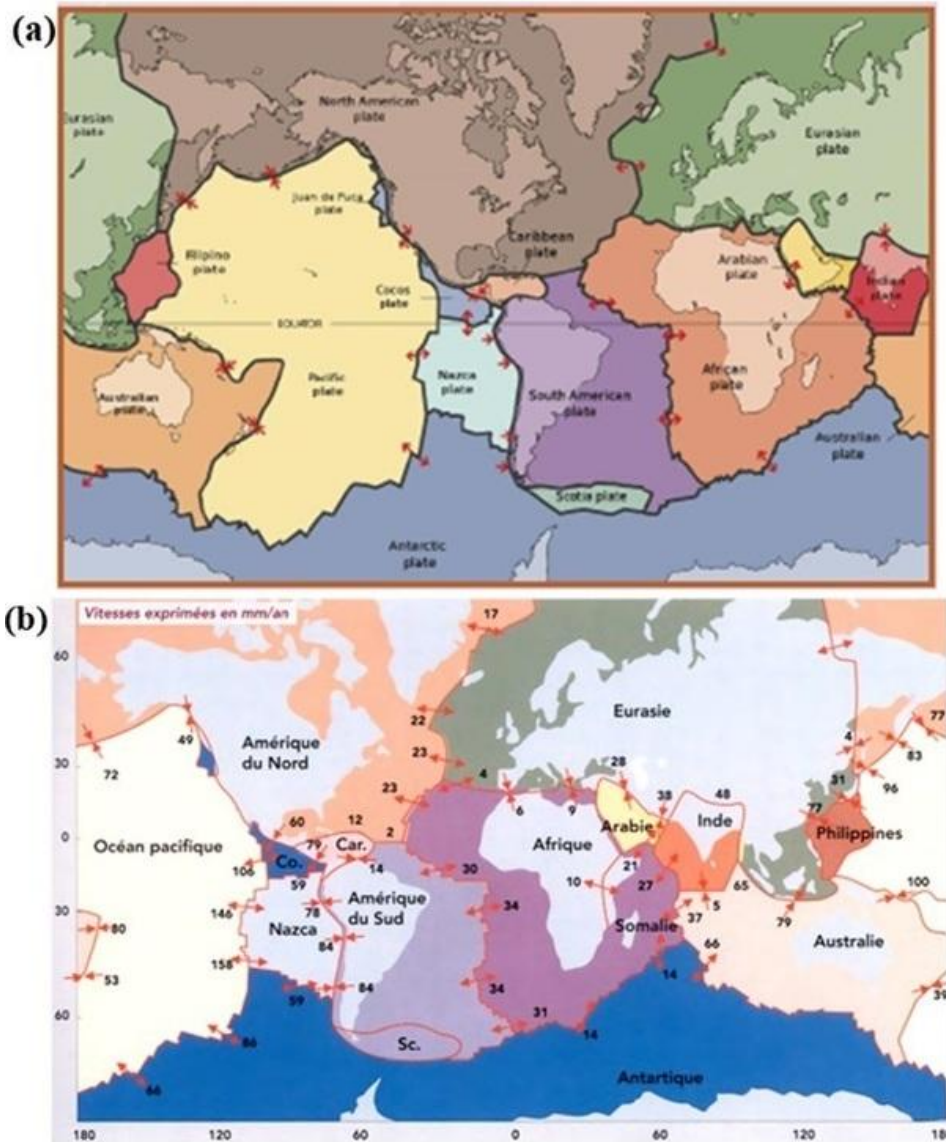 (a)
North American
plate
Eurasian
plate
Eurasian
plate
Juan de Fuca
plate
Caribbean
plate
Filipino
plate
Arabian
plate
Indian
plate
Cocos
plate
EQUATOR
Australian
plate
Pacific
plate
Nazca
plate
South American
plate
African
plate
Australian
plate
Scotia plate
Antarctic
plate
(b)
Vitesses exprimées en mm/an
17
60
Eurasie
22
77
49
Amérique
du Nord
4
83
72
23
30
4
28
31
96
23
6
9
38
48
77
60
12
2
Arabie
Inde
Philippines
0
Océan pacifique
79
Car.
Afrique
106
Co.
14
30
21
59
10
27
65
100
Amérique
du Sud
146
78
34
5
79
30
Nazca
Somalie
37
80
84
66
Australie
158
53
14
59
84
34
39
31
60
86
14
Sc.
66
Antartique
180
120
60
0
60
120